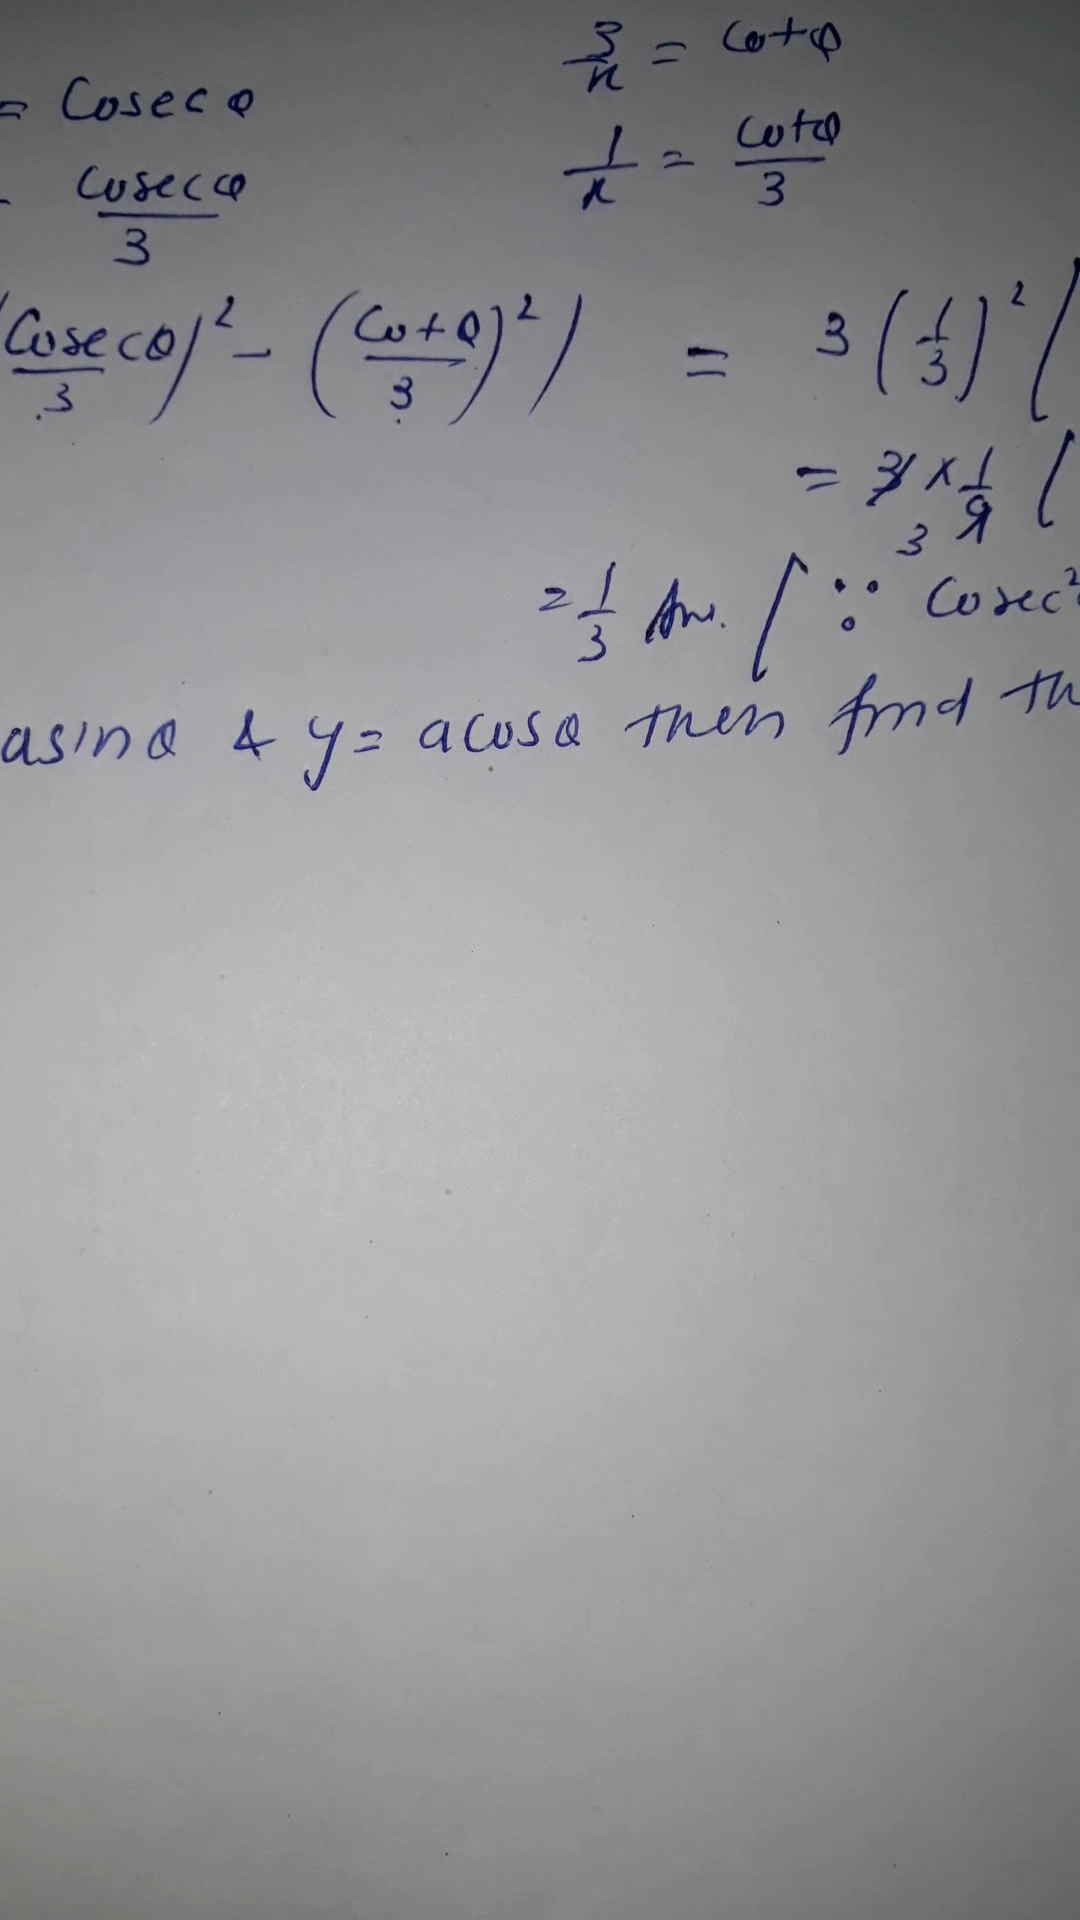 3/x = Cotθ
= Cosecθ
1/x = Cotθ/3
Cosecθ/3
(Cosecθ/3)² - (Cotθ/3)²) = 3(1/3)² (
= 3 × 1/9 (
3
= 1/3 Ans. [∵ Cosec²
asinθ & y = acosθ then find th